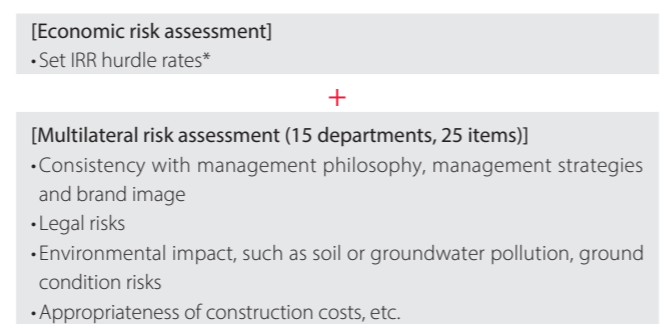 [Economic risk assessment]
•Set IRR hurdle rates*
+
[Multilateral risk assessment (15 departments, 25 items)]
•Consistency with management philosophy, management strategies
and brand image
•Legal risks
•Environmental impact, such as soil or groundwater pollution, ground
condition risks
•Appropriateness of construction costs, etc.